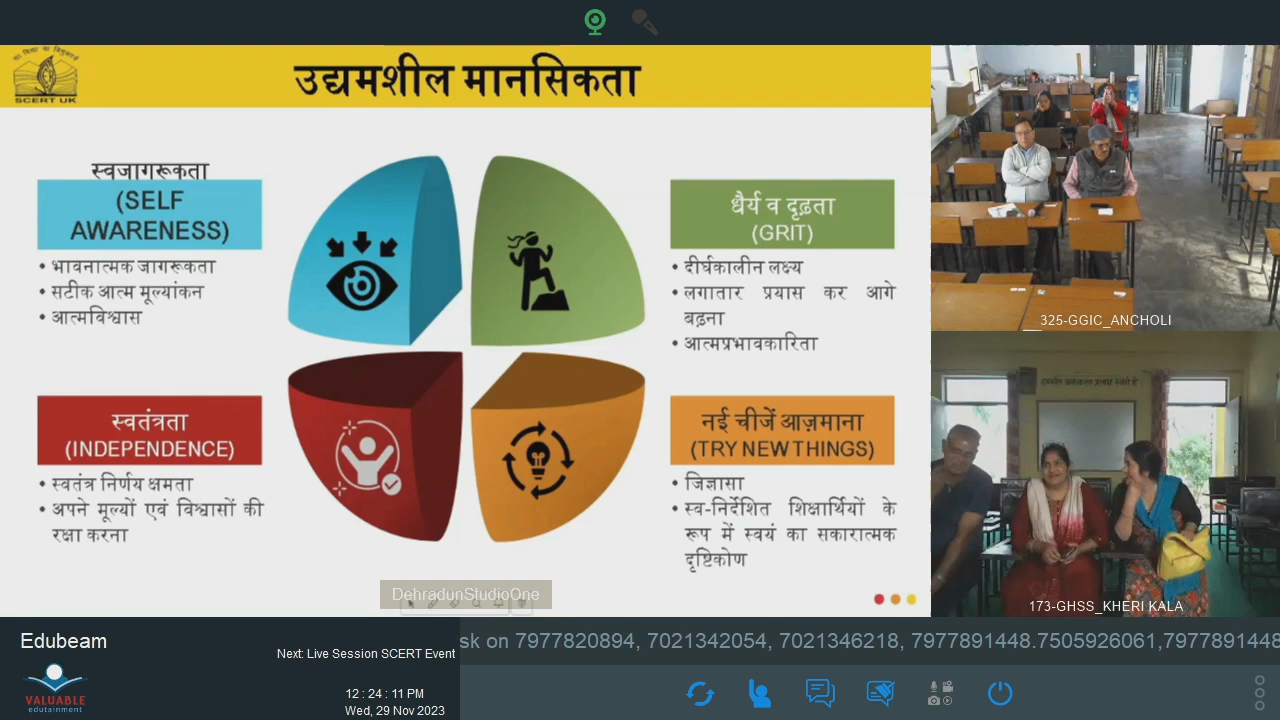 उद्यमशील मानसिकता
SCERT UK
स्वजागरूकता
(SELF
AWARENESS)
• भावनात्मक जागरूकता
• सटीक आत्म मूल्यांकन
• आत्मविश्वास
धैर्य व दृढ़ता
(GRIT)
• दीर्घकालीन लक्ष्य
• लगातार प्रयास कर आगे
बढ़ना
• आत्मप्रभावकारिता
स्वतंत्रता
(INDEPENDENCE)
• स्वतंत्र निर्णय क्षमता
• अपने मूल्यों एवं विश्वासों की
रक्षा करना
नई चीजें आज़माना
(TRY NEW THINGS)
• जिज्ञासा
• स्व-निर्देशित शिक्षार्थियों के
रूप में स्वयं का सकारात्मक
दृष्टिकोण
DehradunStudioOne
325-GGIC_ANCHOLI
173-GHSS_KHERI KALA
Edubeam
VALUABLE
edutainment
Next: Live Session SCERT Event
12 : 24 : 11 PM
Wed, 29 Nov 2023
sk on 7977820894, 7021342054, 7021346218, 7977891448.7505926061,7977891448